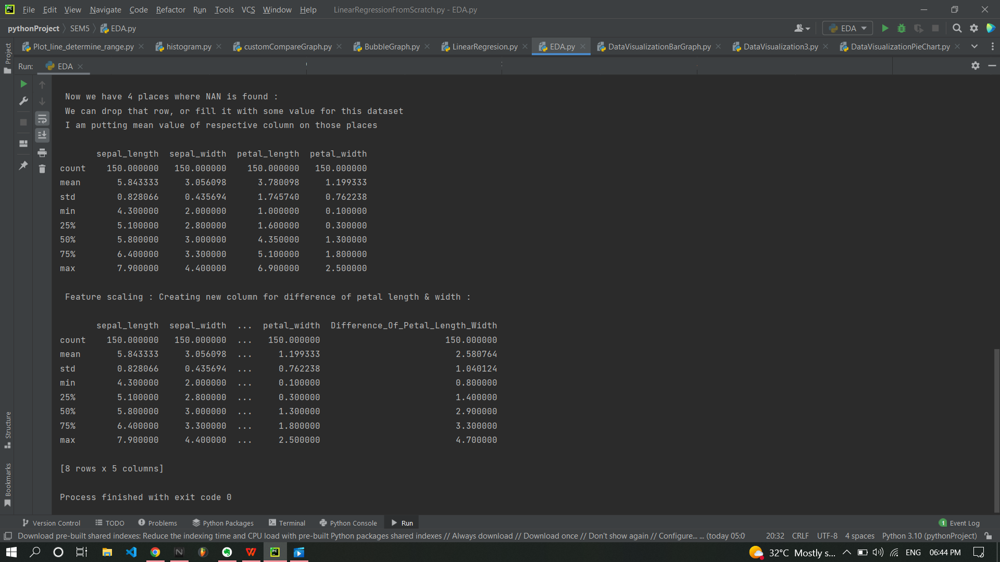 File Edit View Navigate Code Refactor Run Tools VCS Window Help LinearRegressionFromScratch.py - EDA.py
pythonProject SEM5 EDA.py EDA
Plot_line_determine_range.py histogram.py customCompareGraph.py BubbleGraph.py LinearRegresion.py EDA.py DataVisualizationBarGraph.py DataVisualization3.py DataVisualizationPieChart.py
Project
Run: EDA
Now we have 4 places where NAN is found :
We can drop that row, or fill it with some value for this dataset
I am putting mean value of respective column on those places
sepal_length sepal_width petal_length petal_width
count 150.000000 150.000000 150.000000 150.000000
mean 5.843333 3.056098 3.780098 1.199333
std 0.828066 0.435694 1.745740 0.762238
min 4.300000 2.000000 1.000000 0.100000
25% 5.100000 2.800000 1.600000 0.300000
50% 5.800000 3.000000 4.350000 1.300000
75% 6.400000 3.300000 5.100000 1.800000
max 7.900000 4.400000 6.900000 2.500000
Feature scaling : Creating new column for difference of petal length & width :
sepal_length sepal_width ... petal_width Difference_Of_Petal_Length_Width
count 150.000000 150.000000 ... 150.000000 150.000000
mean 5.843333 3.056098 ... 1.199333 2.580764
std 0.828066 0.435694 ... 0.762238 1.040124
min 4.300000 2.000000 ... 0.100000 0.800000
25% 5.100000 2.800000 ... 0.300000 1.400000
50% 5.800000 3.000000 ... 1.300000 2.900000
75% 6.400000 3.300000 ... 1.800000 3.300000
max 7.900000 4.400000 ... 2.500000 4.700000
[8 rows x 5 columns]
Process finished with exit code 0
Structure
Bookmarks
Version Control TODO Problems Python Packages Terminal Python Console Run 1 Event Log
Download pre-built shared indexes: Reduce the indexing time and CPU load with pre-built Python packages shared indexes // Always download // Download once // Don't show again // Configure... ... (today 05:0 20:32 CRLF UTF-8 4 spaces Python 3.10 (pythonProject)
32°C Mostly s... ENG 06:44 PM